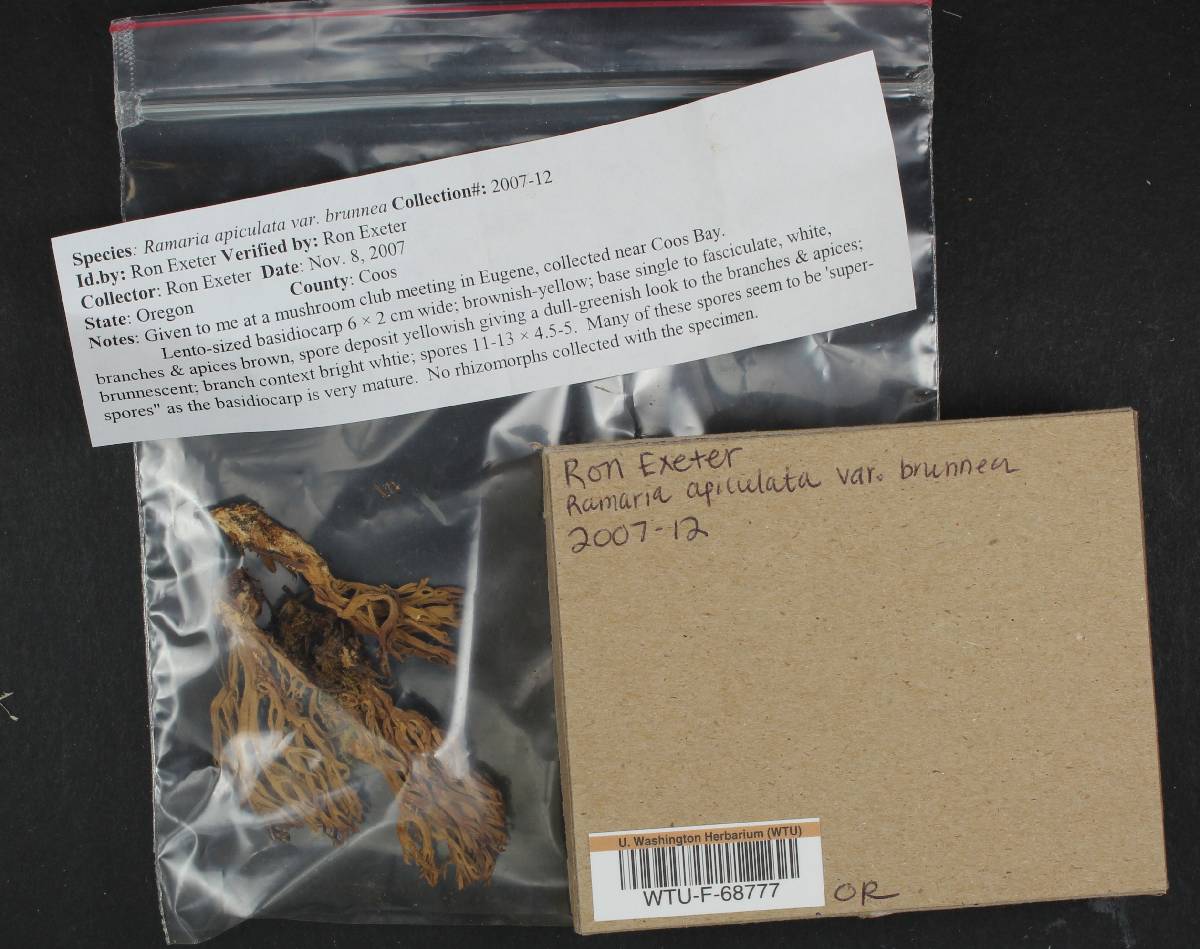 Species: Ramaria apiculata var. brunnea Collection#: 2007-12
Id.by: Ron Exeter Verified by: Ron Exeter
Collector: Ron Exeter Date: Nov. 8, 2007
State: Oregon County: Coos
Notes: Given to me at a mushroom club meeting in Eugene, collected near Coos Bay.
Lento-sized basidiocarp 6 × 2 cm wide; brownish-yellow; base single to fasciculate, white,
branches & apices brown, spore deposit yellowish giving a dull-greenish look to the branches & apices;
brunnescent; branch context bright whtie; spores 11-13 × 4.5-5. Many of these spores seem to be 'super-
spores" as the basidiocarp is very mature. No rhizomorphs collected with the specimen.
Ron Exeter
Ramaria apiculata var. brunnea
2007-12
U. Washington Herbarium (WTU)
WTU-F-68777
OR